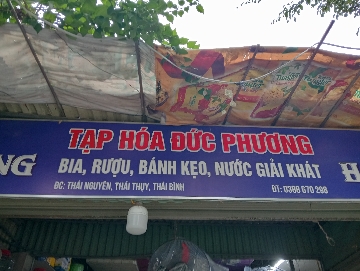 TẠP HÓA ĐỨC PHƯƠNG
BIA, RƯỢU, BÁNH KẸO, NƯỚC GIẢI KHÁT
ĐC: THÁI NGUYÊN, THÁI THỤY, THÁI BÌNH
ĐT: 0368 670 298